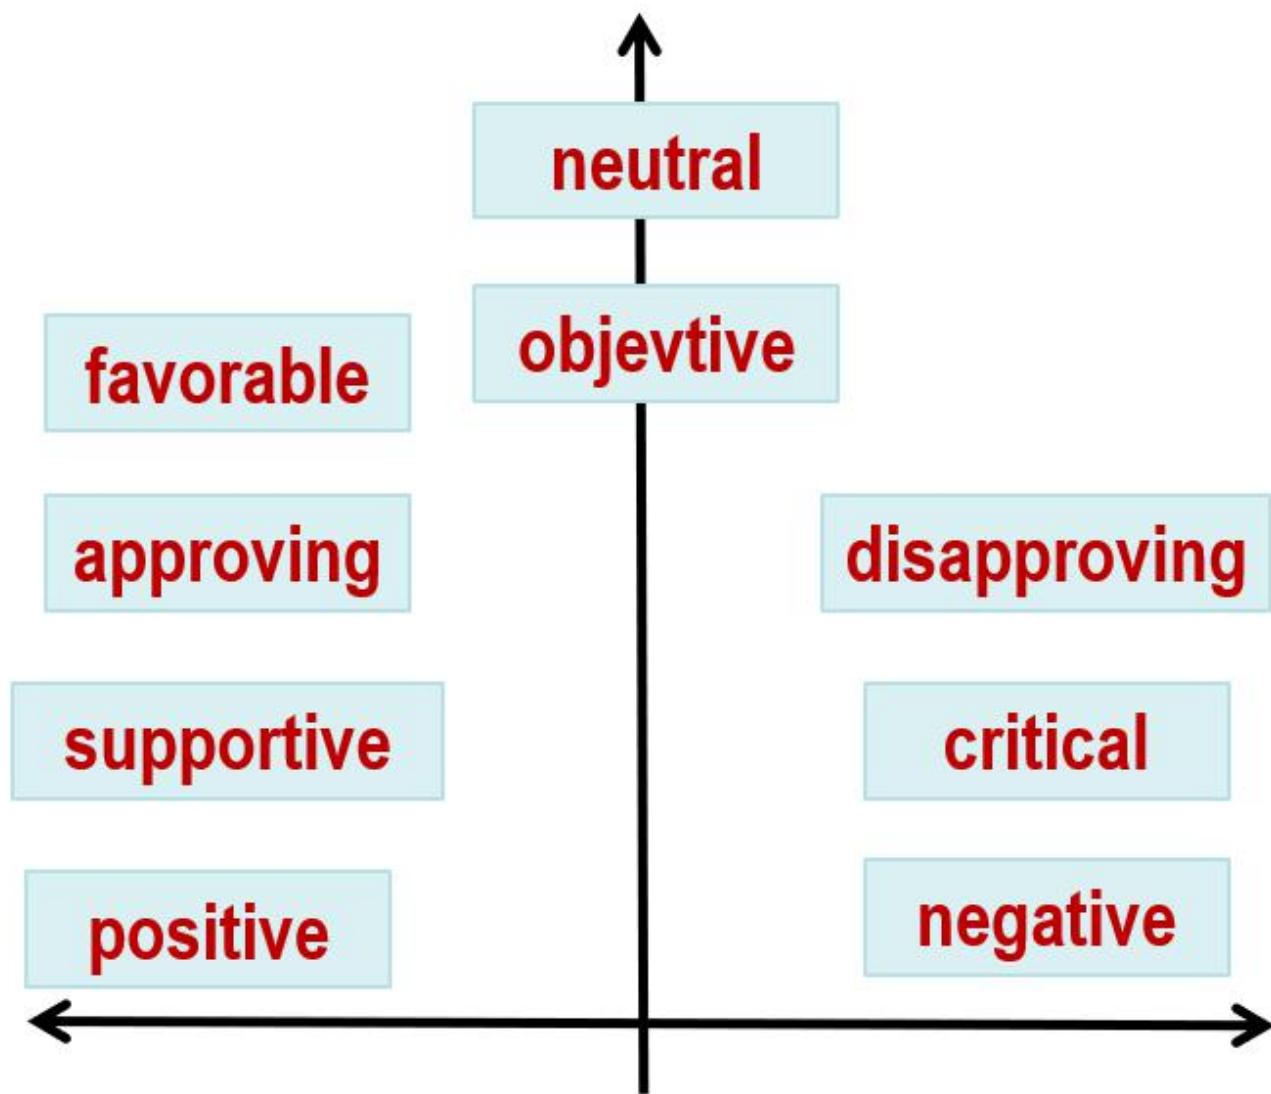 neutral
objevtive
favorable
approving
disapproving
supportive
critical
positive
negative